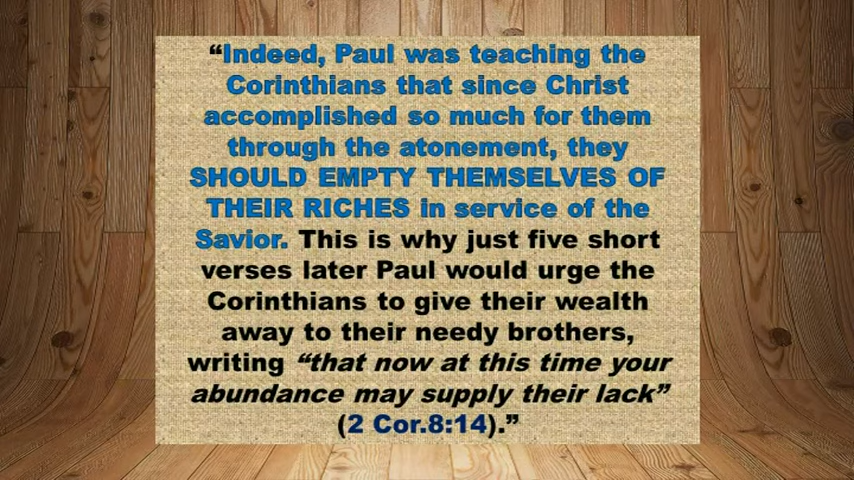 “Indeed, Paul was teaching the
Corinthians that since Christ
accomplished so much for them
through the atonement, they
SHOULD EMPTY THEMSELVES OF
THEIR RICHES in service of the
Savior. This is why just five short
verses later Paul would urge the
Corinthians to give their wealth
away to their needy brothers,
writing “that now at this time your
abundance may supply their lack”
(2 Cor.8:14).”